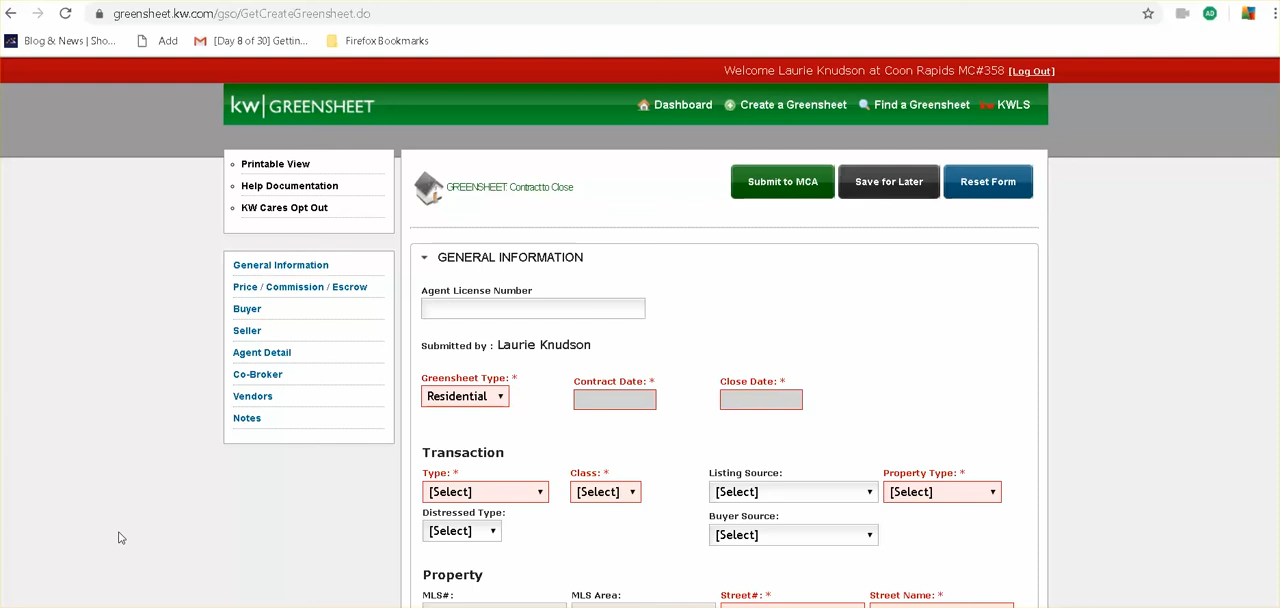 greensheet.kw.com/gsc/GetCreateGreensheet.do
AD
Blog & News | Sho... Add [Day 8 of 30] Gettin... Firefox Bookmarks
Welcome Laurie Knudson at Coon Rapids MC#358 [Log Out]
kw|GREENSHEET Dashboard Create a Greensheet Find a Greensheet kw KWLS
Printable View
Help Documentation
KW Cares Opt Out
General Information
Price / Commission / Escrow
Buyer
Seller
Agent Detail
Co-Broker
Vendors
Notes
GREENSHEET: Contract to Close Submit to MCA Save for Later Reset Form
GENERAL INFORMATION
Agent License Number
Submitted by : Laurie Knudson
Greensheet Type: * Contract Date: * Close Date: *
Residential
Transaction
Type: * Class: * Listing Source: Property Type: *
[Select] [Select] [Select] [Select]
Distressed Type: Buyer Source:
[Select] [Select]
Property
MLS#: MLS Area: Street#: * Street Name: *